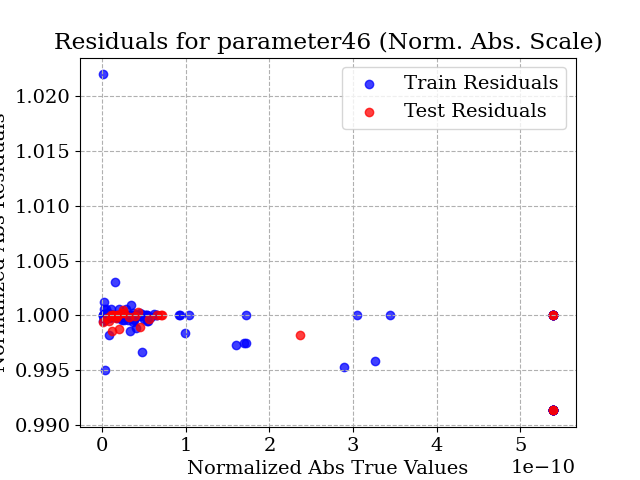 Residuals for parameter46 (Norm. Abs. Scale)
Train Residuals
Test Residuals
1.020
1.015
1.010
1.005
1.000
0.995
0.990
Normalized Abs Residuals
0 1 2 3 4 5
1e−10
Normalized Abs True Values